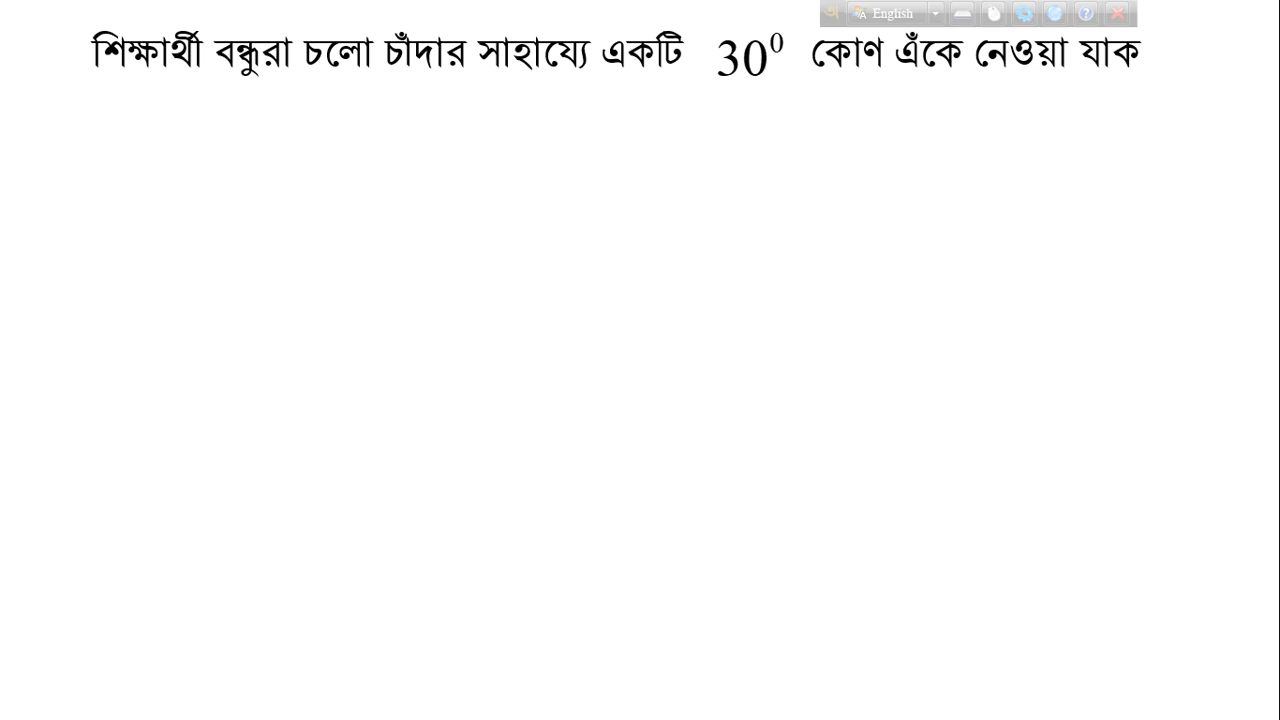 English
শিক্ষার্থী বন্ধুরা চলো চাঁদার সাহায্যে একটি 30⁰ কোণ এঁকে নেওয়া যাক